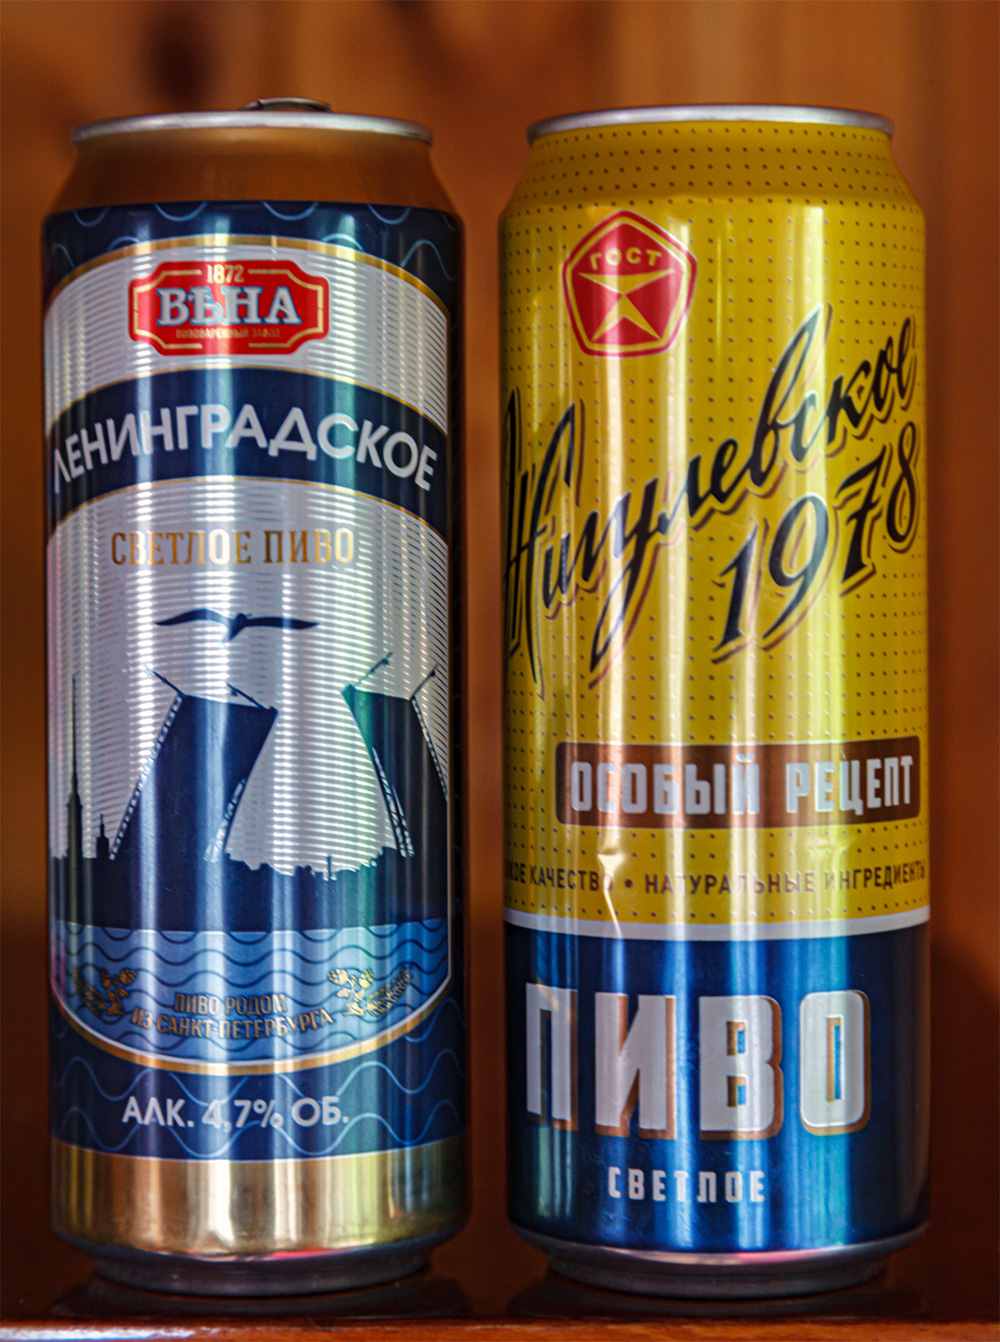 1872
ВѢНА
ПИВОВАРЕННЫЙ ЗАВОД
ЛЕНИНГРАДСКОЕ
СВЕТЛОЕ ПИВО
ПИВО РОДОМ
ИЗ САНКТ-ПЕТЕРБУРГА
АЛК. 4,7% ОБ.
ГОСТ
Жигулевское
1978
ОСОБЫЙ РЕЦЕПТ
КАЧЕСТВО • НАТУРАЛЬНЫЕ ИНГРЕДИЕНТЫ
ПИВО
СВЕТЛОЕ